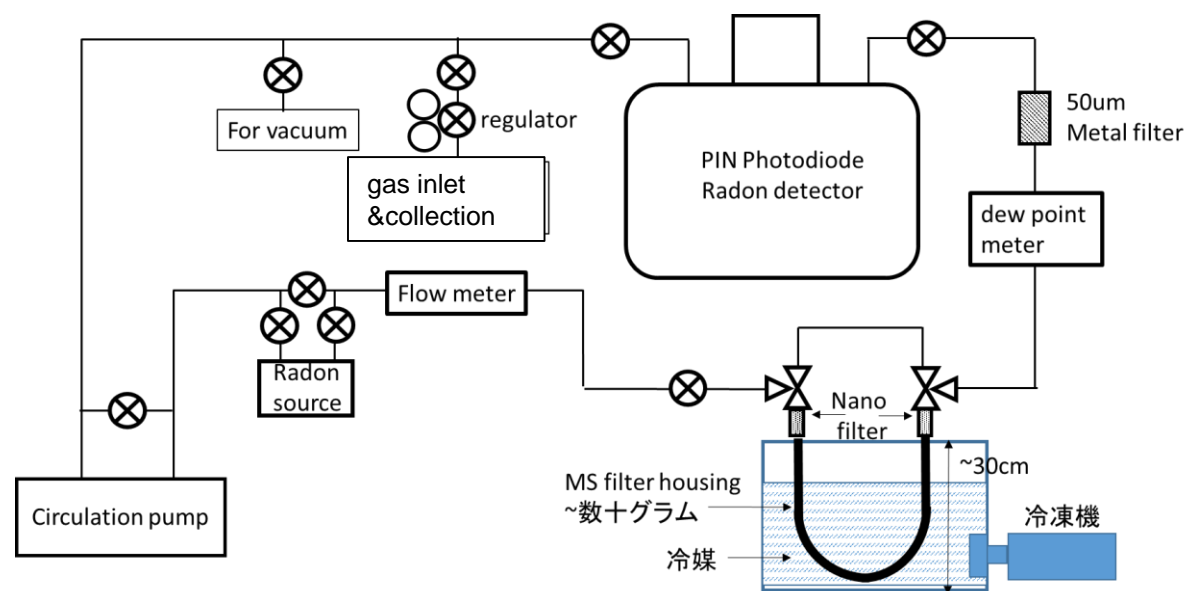 For vacuum
regulator
gas inlet
&collection
PIN Photodiode
Radon detector
50um
Metal filter
dew point
meter
Flow meter
Radon
source
Circulation pump
Nano
filter
~30cm
MS filter housing
~数十グラム
冷媒
冷凍機